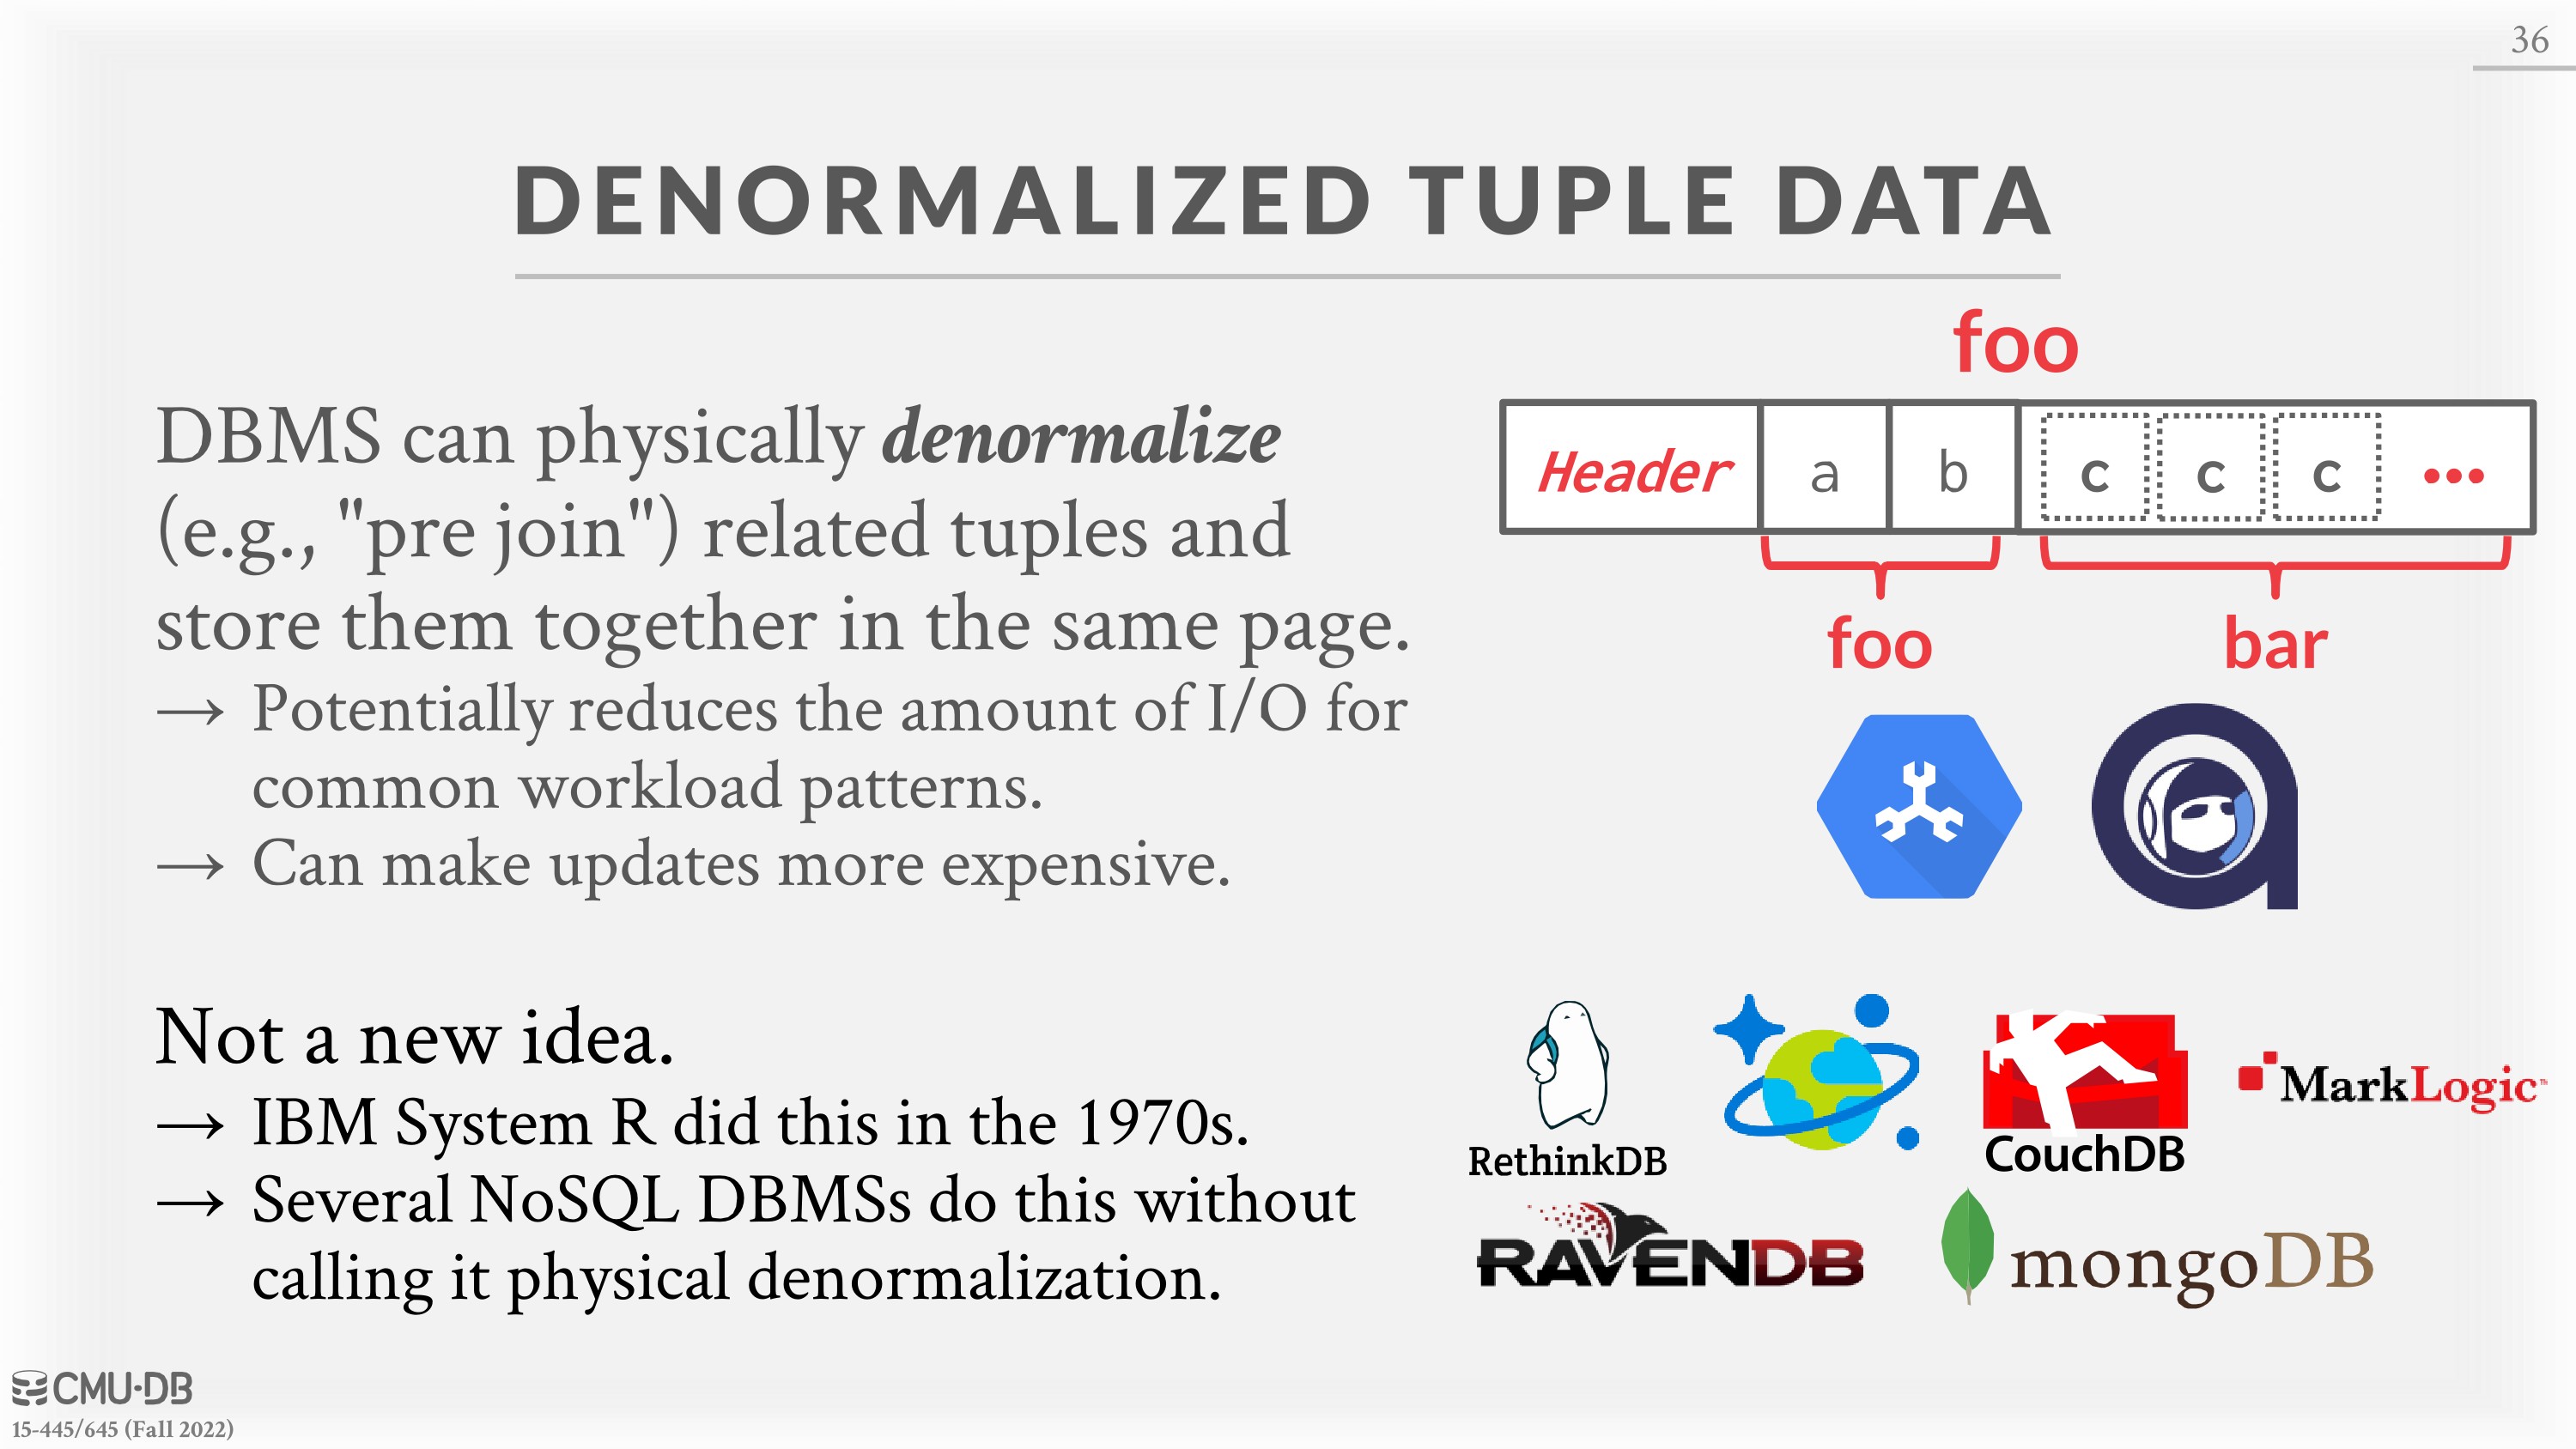 36
DENORMALIZED TUPLE DATA
DBMS can physically denormalize
(e.g., "pre join") related tuples and
store them together in the same page.
→ Potentially reduces the amount of I/O for
common workload patterns.
→ Can make updates more expensive.
Not a new idea.
→ IBM System R did this in the 1970s.
→ Several NoSQL DBMSs do this without
calling it physical denormalization.
foo
Header a b c c c •••
foo bar
RethinkDB
CouchDB
MarkLogic™
RAVENDB
mongoDB
CMU·DB
15-445/645 (Fall 2022)